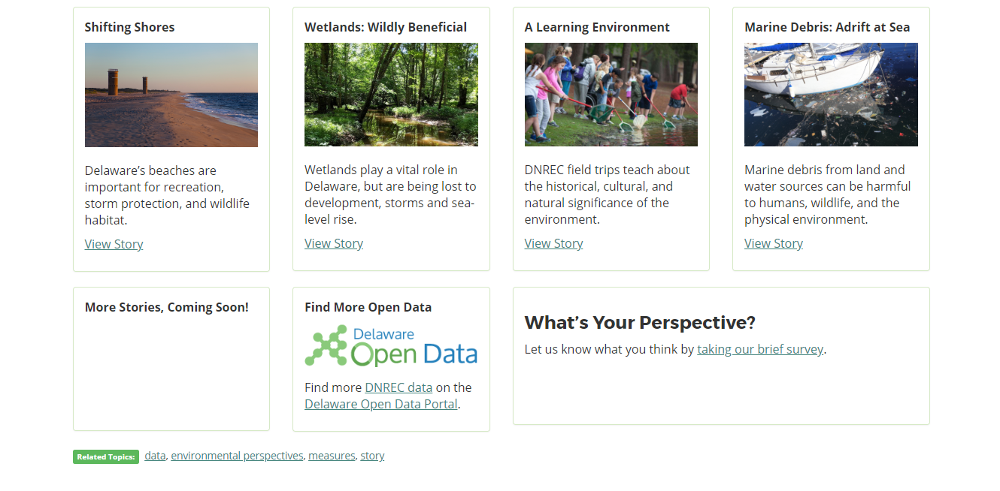 Shifting Shores
Delaware’s beaches are
important for recreation,
storm protection, and wildlife
habitat.
View Story
Wetlands: Wildly Beneficial
Wetlands play a vital role in
Delaware, but are being lost to
development, storms and sea-
level rise.
View Story
A Learning Environment
DNREC field trips teach about
the historical, cultural, and
natural significance of the
environment.
View Story
Marine Debris: Adrift at Sea
Marine debris from land and
water sources can be harmful
to humans, wildlife, and the
physical environment.
View Story
More Stories, Coming Soon!
Find More Open Data
Delaware
Open Data
Find more DNREC data on the
Delaware Open Data Portal.
What’s Your Perspective?
Let us know what you think by taking our brief survey.
Related Topics: data, environmental perspectives, measures, story